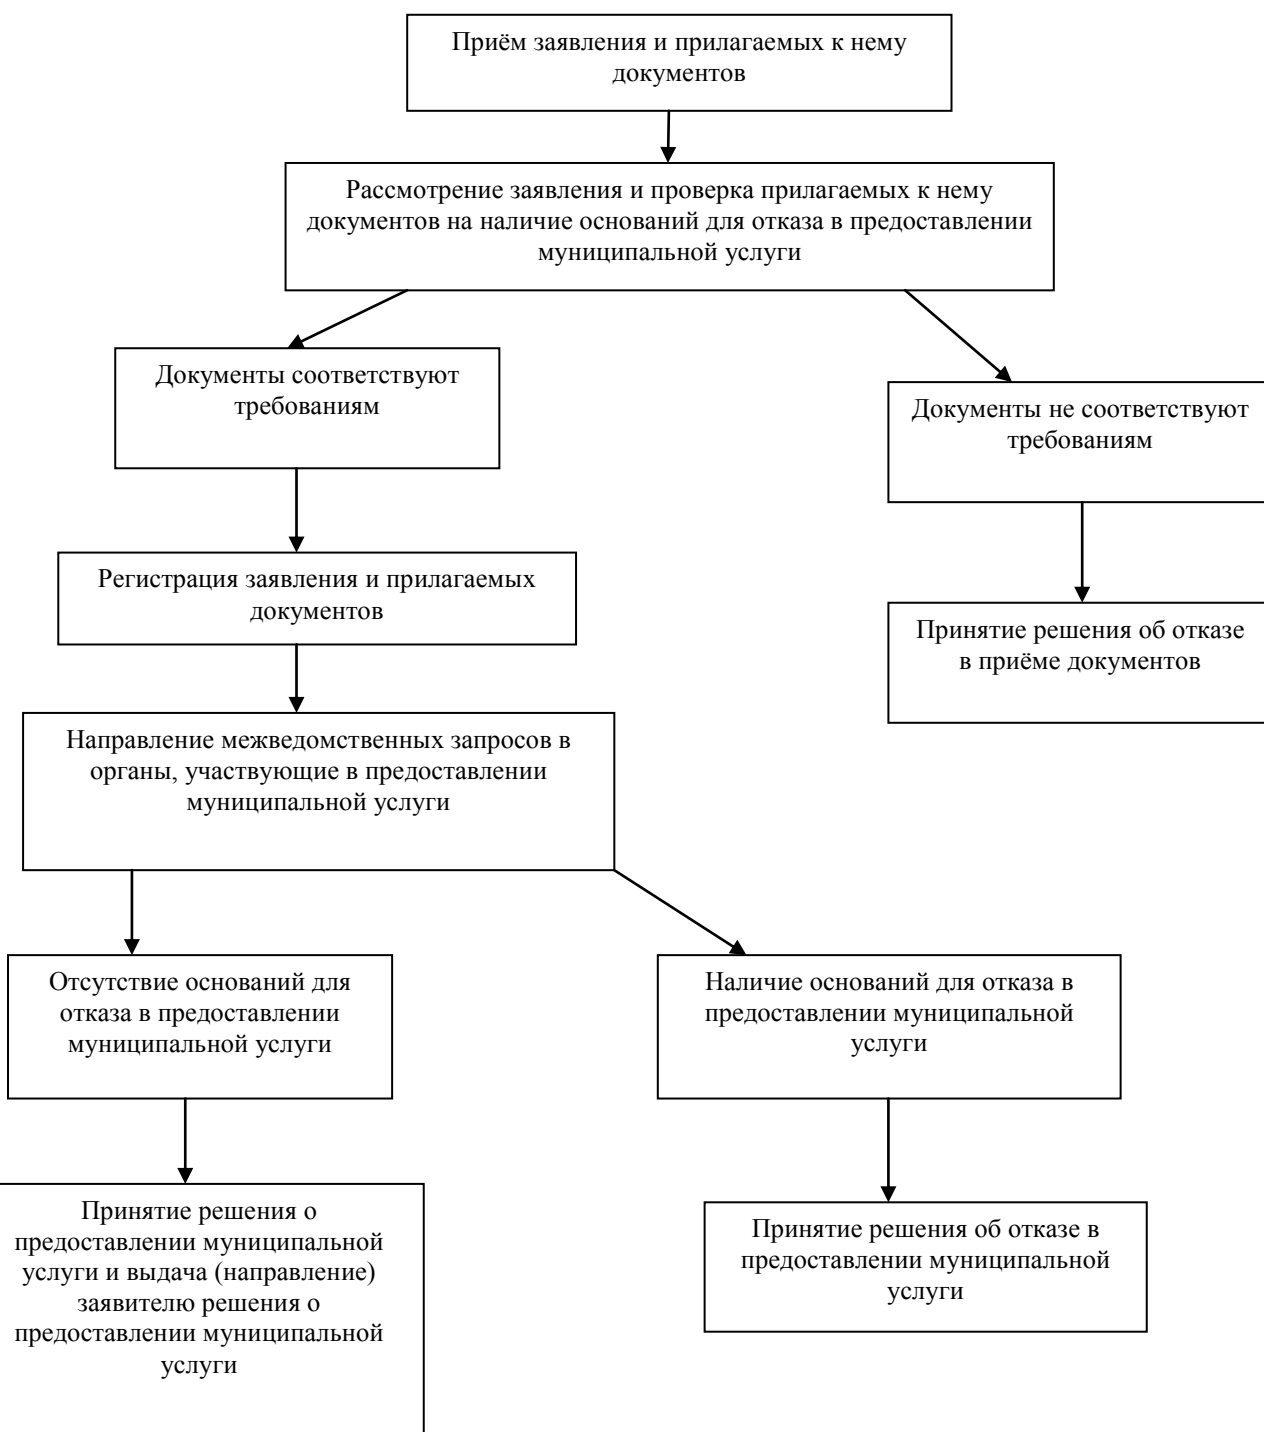 Приём заявления и прилагаемых к нему
документов
Рассмотрение заявления и проверка прилагаемых к нему
документов на наличие оснований для отказа в предоставлении
муниципальной услуги
Документы соответствуют
требованиям
Документы не соответствуют
требованиям
Регистрация заявления и прилагаемых
документов
Принятие решения об отказе
в приёме документов
Направление межведомственных запросов в
органы, участвующие в предоставлении
муниципальной услуги
Отсутствие оснований для
отказа в предоставлении
муниципальной услуги
Наличие оснований для отказа в
предоставлении муниципальной
услуги
Принятие решения о
предоставлении муниципальной
услуги и выдача (направление)
заявителю решения о
предоставлении муниципальной
услуги
Принятие решения об отказе в
предоставлении муниципальной
услуги